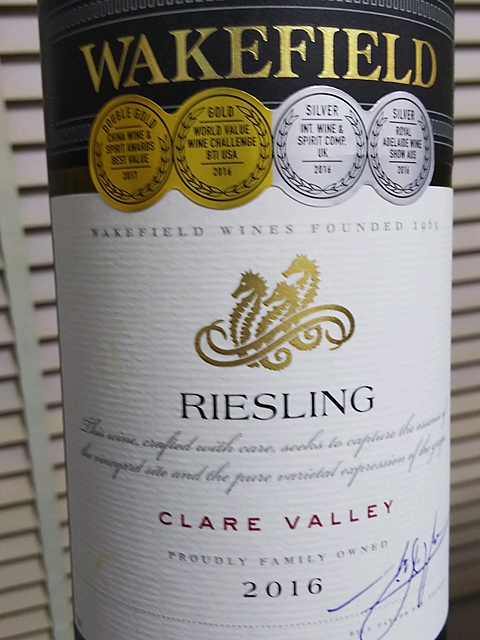 WAKEFIELD
DOUBLE GOLD
CHINA WINE &
SPIRIT AWARDS
BEST VALUE
2017
GOLD
WORLD VALUE
WINE CHALLENGE
BTI USA
2016
SILVER
INT. WINE &
SPIRIT COMP.
UK
2016
SILVER
ROYAL
ADELAIDE WINE
SHOW AUS
2016
WAKEFIELD WINES FOUNDED 1969
RIESLING
This wine, crafted with care, seeks to capture the essence of
the vineyard site and the pure varietal expression of the grape
CLARE VALLEY
PROUDLY FAMILY OWNED
2016